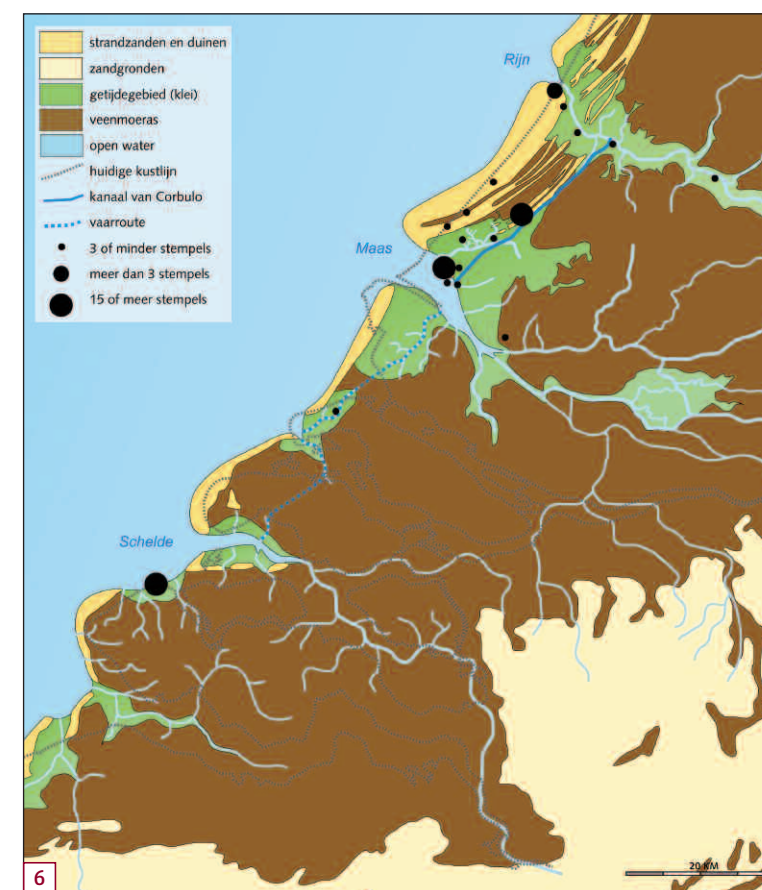 strandzanden en duinen
zandgronden
getijdegebied (klei)
veenmoeras
open water
huidige kustlijn
kanaal van Corbulo
vaarroute
3 of minder stempels
meer dan 3 stempels
15 of meer stempels
Rijn
Maas
Schelde
20 KM
6